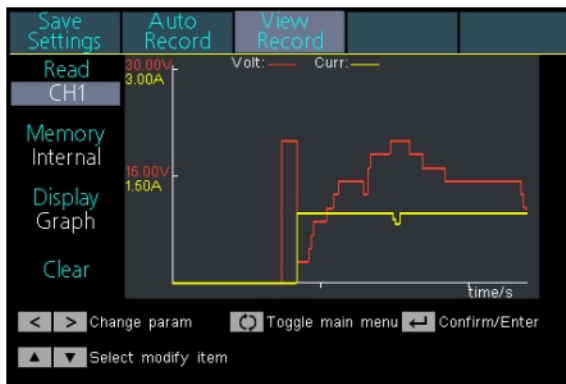 Save Settings
Auto Record
View Record
Read
CH1
Memory
Internal
Display
Graph
Clear
30.00V
3.00A
Volt:
Curr:
15.00V
1.50A
time/s
< > Change param
Toggle main menu
Confirm/Enter
▲ ▼ Select modify item